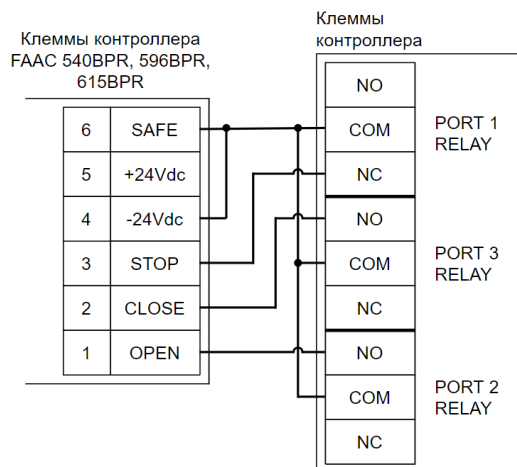 Клеммы контроллера
FAAC 540BPR, 596BPR,
615BPR
6 SAFE
5 +24Vdc
4 -24Vdc
3 STOP
2 CLOSE
1 OPEN
Клеммы
контроллера
NO
COM
NC
PORT 1
RELAY
NO
COM
NC
PORT 3
RELAY
NO
COM
NC
PORT 2
RELAY